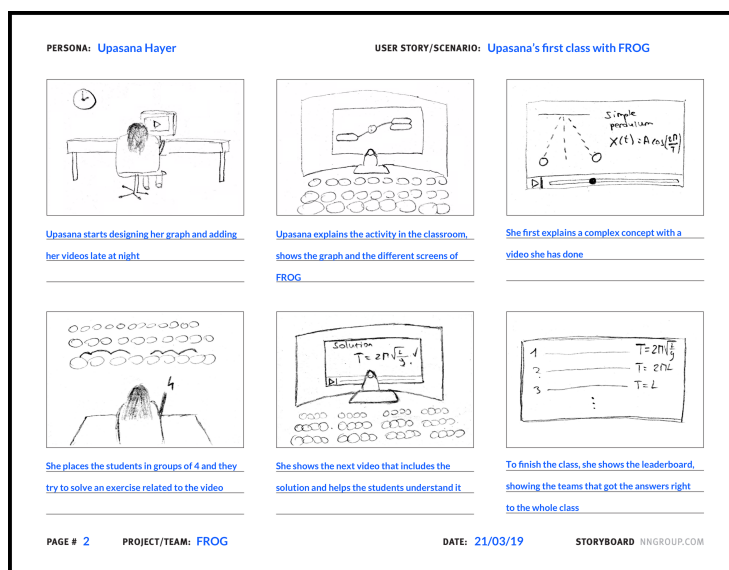 PERSONA: Upasana Hayer
USER STORY/SCENARIO: Upasana's first class with FROG
Simple
pendulum
X(t) = A cos(2π/T)
Upasana starts designing her graph and adding
her videos late at night
Upasana explains the activity in the classroom,
shows the graph and the different screens of
FROG
She first explains a complex concept with a
video she has done
4
Solution
T = 2π√
1 T = 2π√
2 T = 2πL
3 T = L
⋮
She places the students in groups of 4 and they
try to solve an exercise related to the video
She shows the next video that includes the
solution and helps the students understand it
To finish the class, she shows the leaderboard,
showing the teams that got the answers right
to the whole class
PAGE # 2 PROJECT/TEAM: FROG DATE: 21/03/19 STORYBOARD NNGROUP.COM